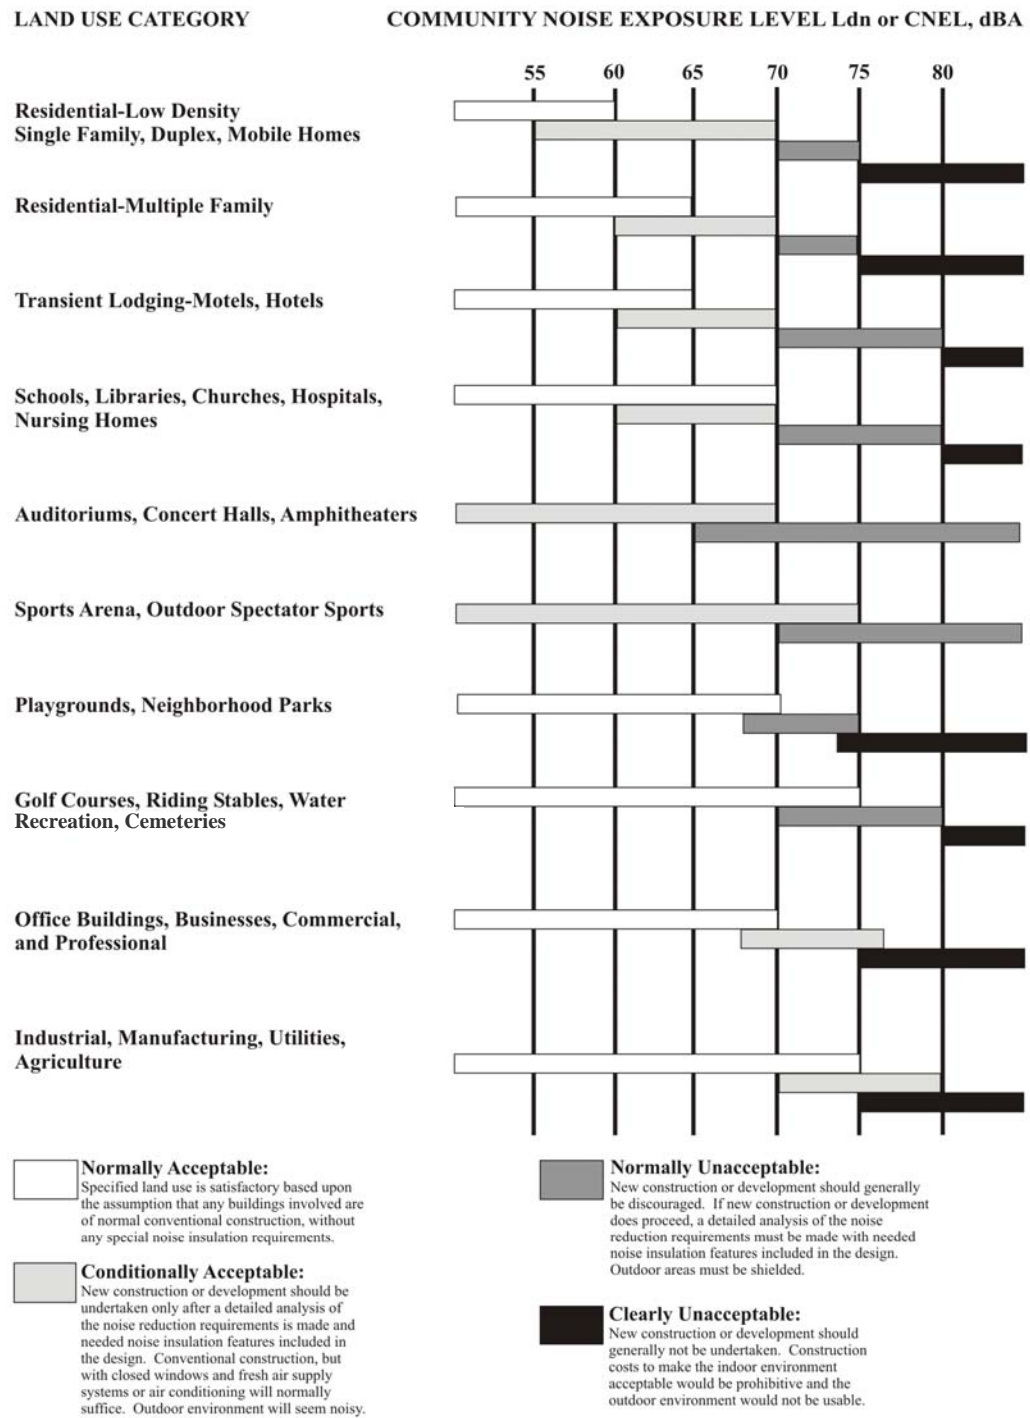 LAND USE CATEGORY
COMMUNITY NOISE EXPOSURE LEVEL Ldn or CNEL, dBA
55 60 65 70 75 80
Residential-Low Density
Single Family, Duplex, Mobile Homes
Residential-Multiple Family
Transient Lodging-Motels, Hotels
Schools, Libraries, Churches, Hospitals,
Nursing Homes
Auditoriums, Concert Halls, Amphitheaters
Sports Arena, Outdoor Spectator Sports
Playgrounds, Neighborhood Parks
Golf Courses, Riding Stables, Water
Recreation, Cemeteries
Office Buildings, Businesses, Commercial,
and Professional
Industrial, Manufacturing, Utilities,
Agriculture
Normally Acceptable:
Specified land use is satisfactory based upon
the assumption that any buildings involved are
of normal conventional construction, without
any special noise insulation requirements.
Conditionally Acceptable:
New construction or development should be
undertaken only after a detailed analysis of
the noise reduction requirements is made and
needed noise insulation features included in
the design. Conventional construction, but
with closed windows and fresh air supply
systems or air conditioning will normally
suffice. Outdoor environment will seem noisy.
Normally Unacceptable:
New construction or development should generally
be discouraged. If new construction or development
does proceed, a detailed analysis of the noise
reduction requirements must be made with needed
noise insulation features included in the design.
Outdoor areas must be shielded.
Clearly Unacceptable:
New construction or development should
generally not be undertaken. Construction
costs to make the indoor environment
acceptable would be prohibitive and the
outdoor environment would not be usable.